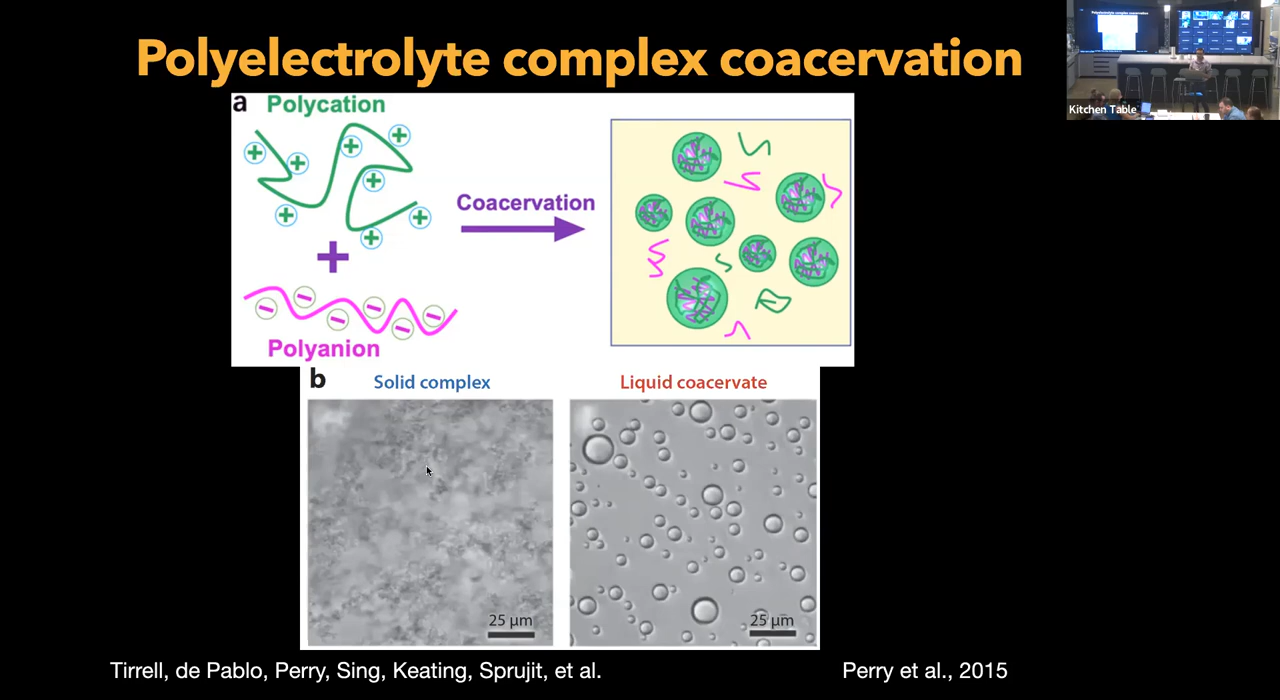 Polyelectrolyte complex coacervation
Kitchen Table
a
Polycation
Coacervation
Polyanion
b
Solid complex
Liquid coacervate
25 μm
25 μm
Tirrell, de Pablo, Perry, Sing, Keating, Sprujit, et al.
Perry et al., 2015